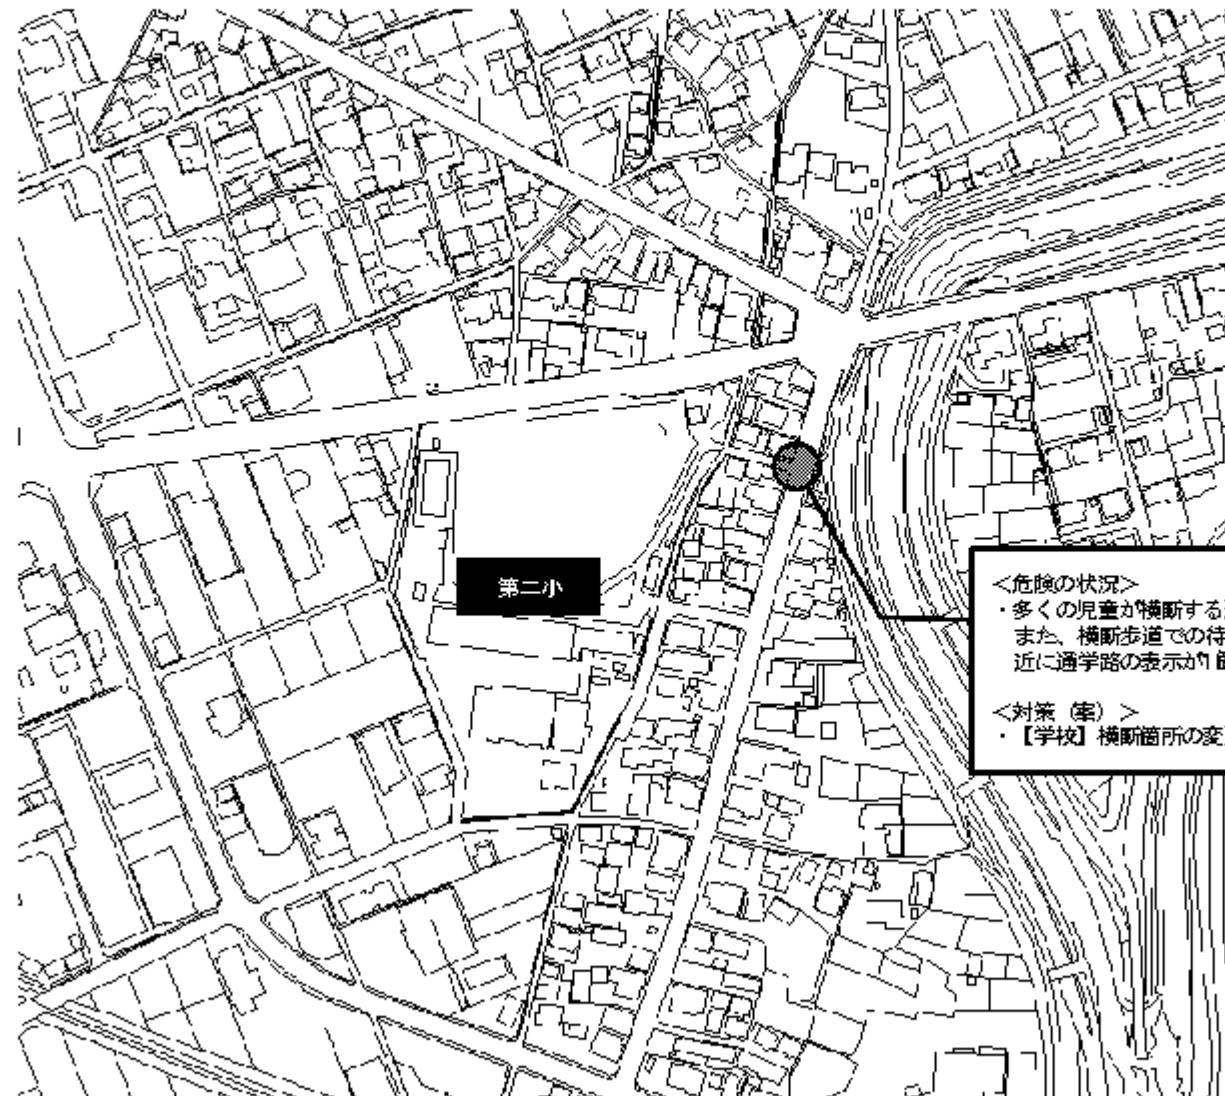 第二小
<危険の状況>
・多くの児童が横断する
また、横断歩道での待
近に通学路の表示が1箇
<対策（案）>
・【学校】横断箇所の変